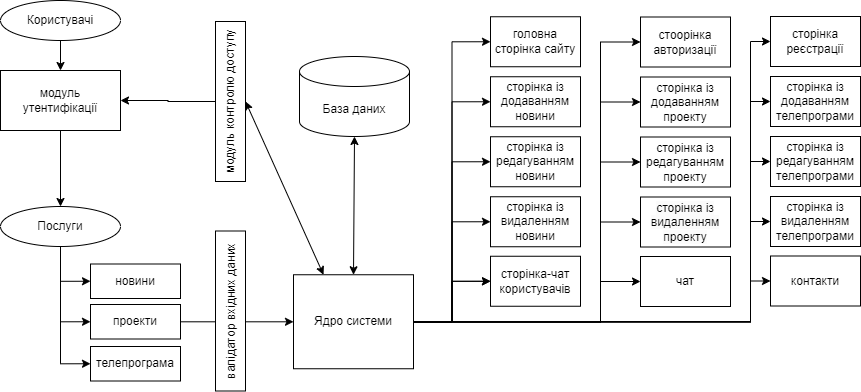 Користувачі
модуль
утентифікації
Послуги
новини
проекти
телепрограма
модуль контролю доступу
валідатор вхідних даних
База даних
Ядро системи
головна
сторінка сайту
сторінка із
додаванням
новини
сторінка із
редагуванням
новини
сторінка із
видаленням
новини
сторінка-чат
користувачів
стоорінка
авторизації
сторінка із
додаванням
проекту
сторінка із
редагуванням
проекту
сторінка із
видаленням
проекту
чат
сторінка
реєстрації
сторінка із
додаванням
телепрограми
сторінка із
редагуванням
телепрограми
сторінка із
видаленням
телепрограми
контакти